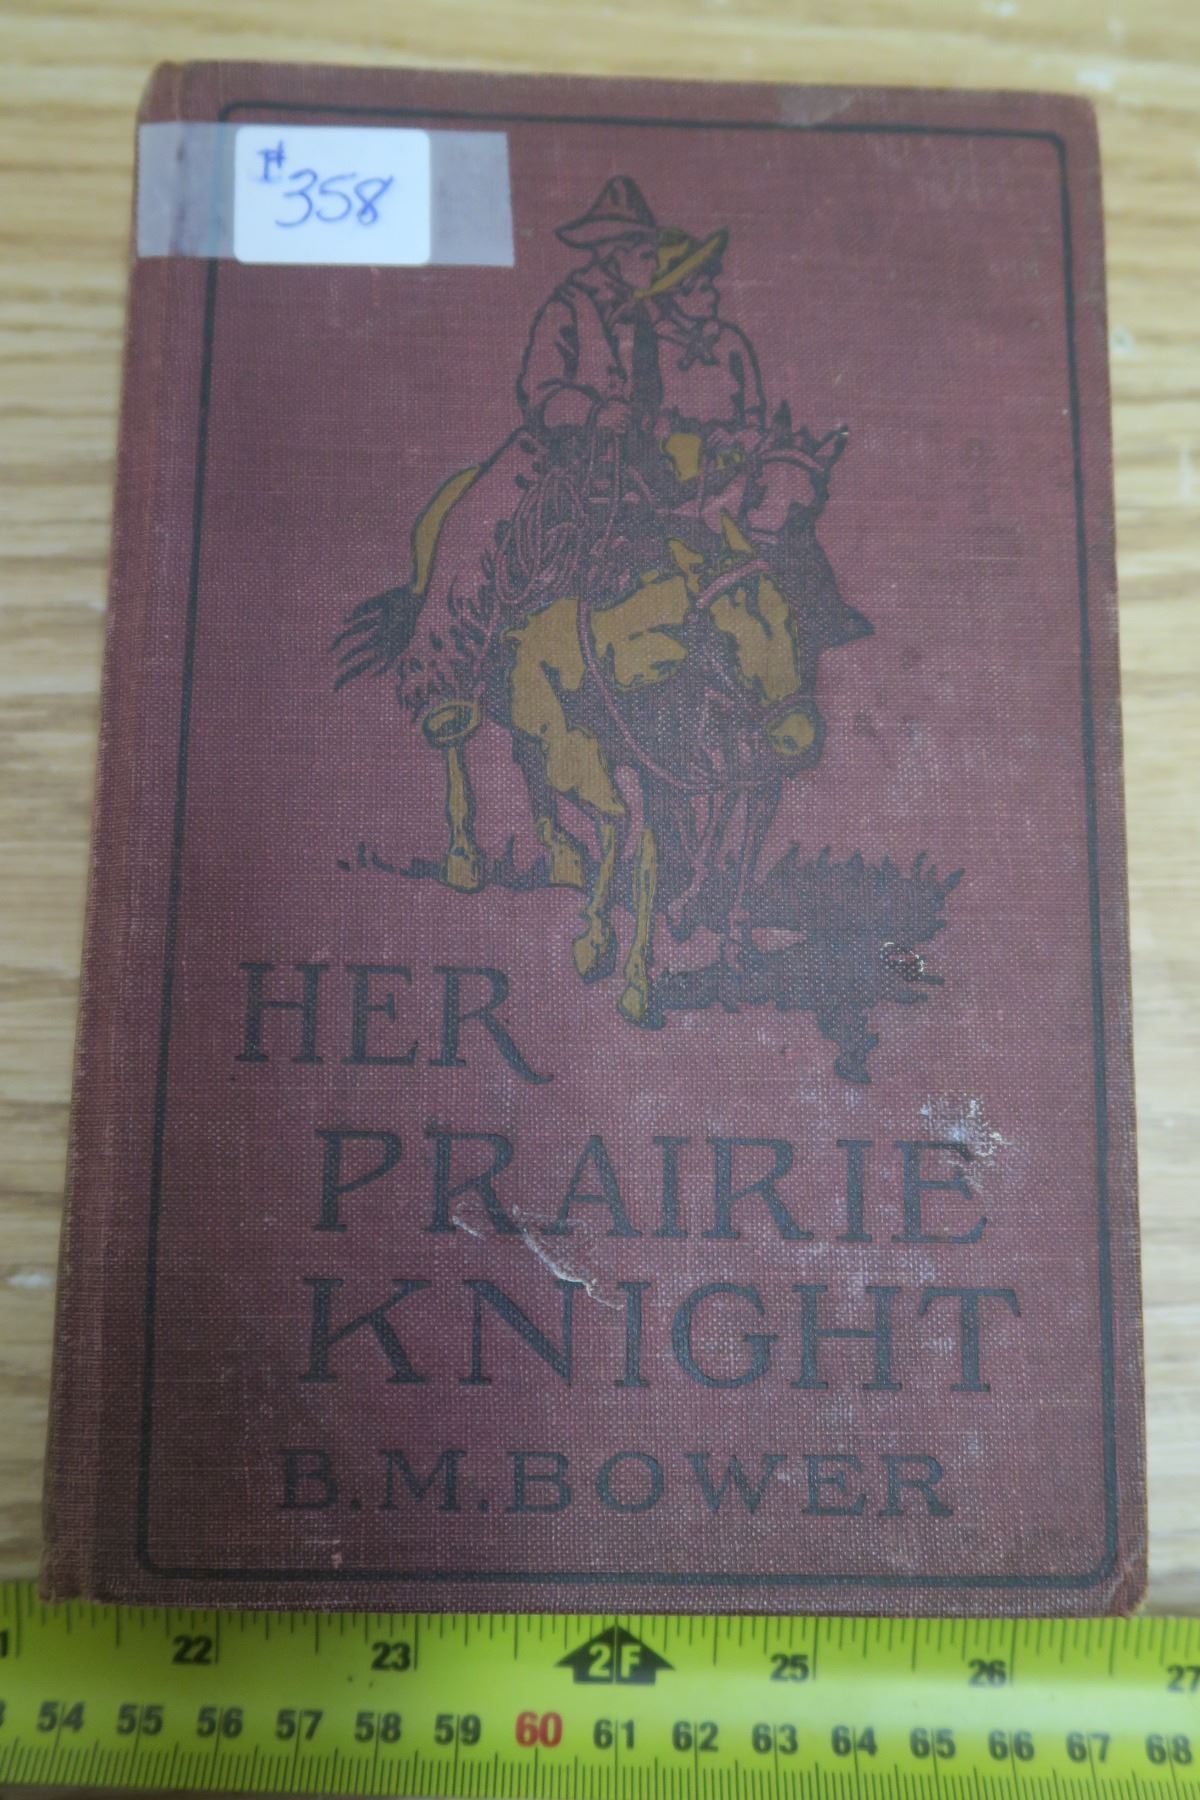 #358
HER
PRAIRIE
KNIGHT
B.M.BOWER
22 23 2F 25 26 27
54 55 56 57 58 59 60 61 62 63 64 65 66 67 68